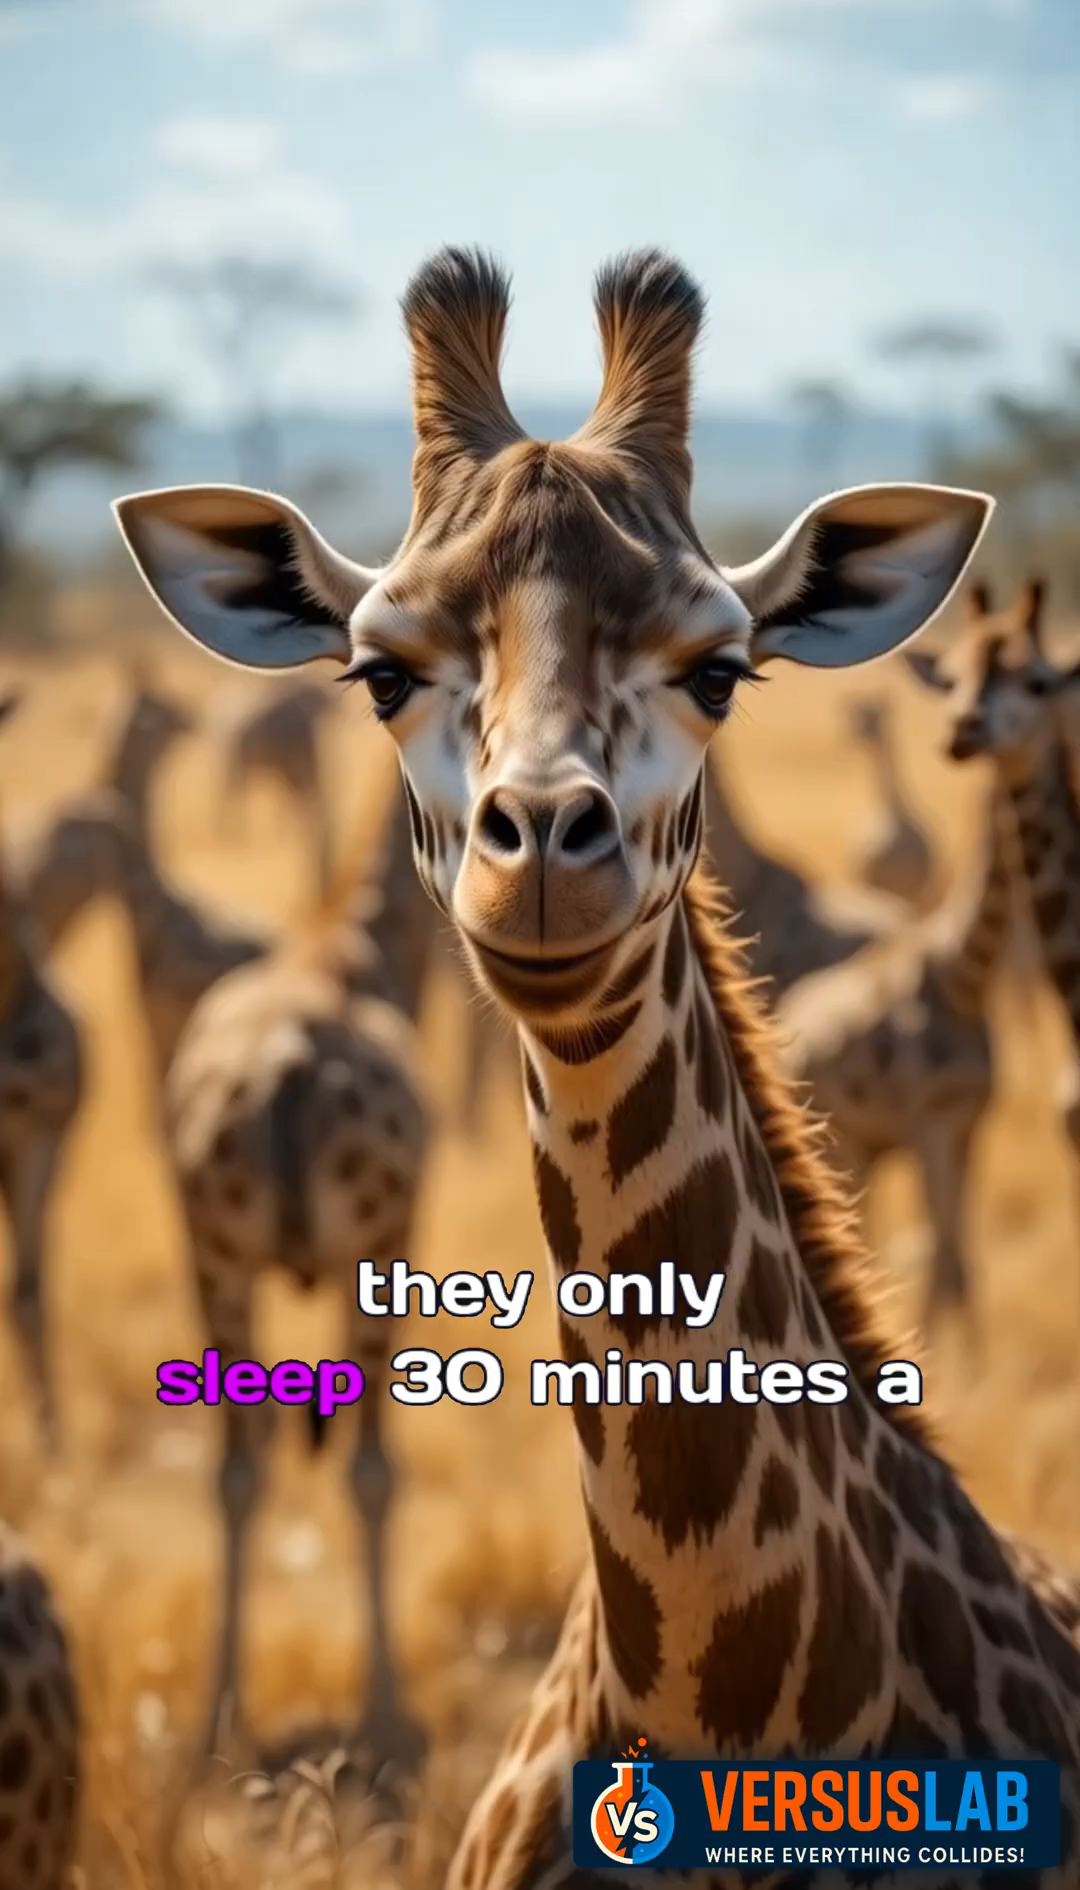 they only
sleep 30 minutes a
VS
VERSUSLAB
WHERE EVERYTHING COLLIDES!